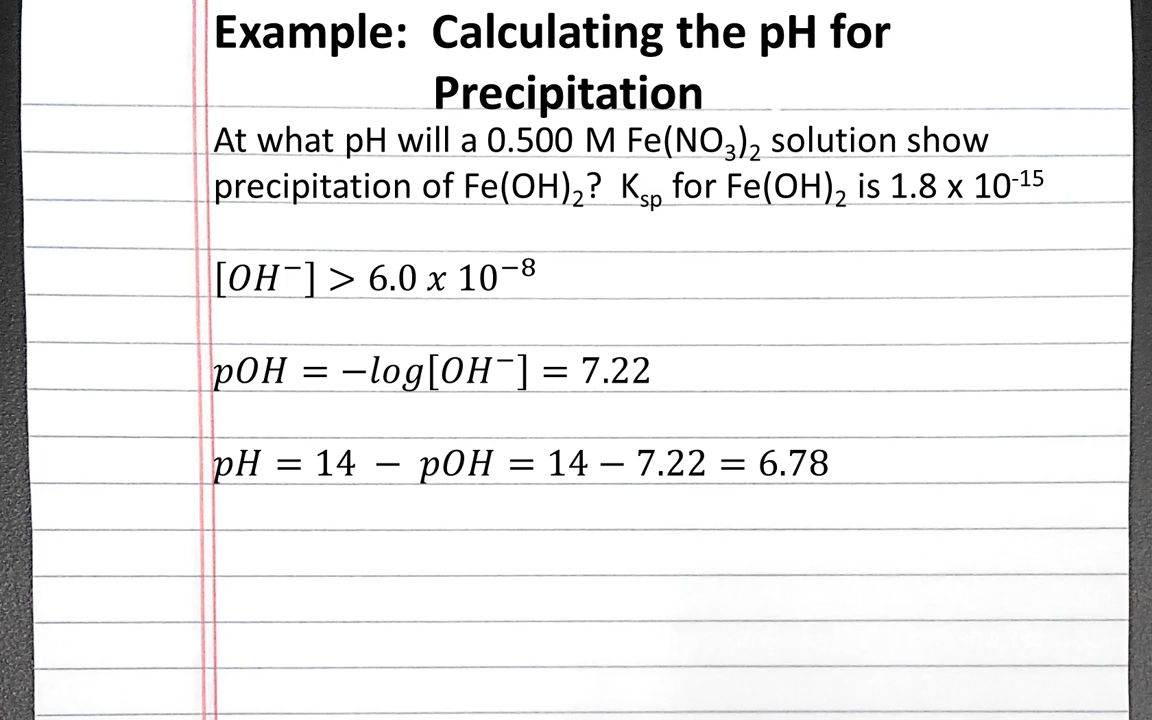 Example: Calculating the pH for
Precipitation
At what pH will a 0.500 M Fe(NO₃)₂ solution show
precipitation of Fe(OH)₂? Kₛₚ for Fe(OH)₂ is 1.8 x 10⁻¹⁵
[OH⁻] > 6.0 x 10⁻⁸
pOH = −log[OH⁻] = 7.22
pH = 14 − pOH = 14 − 7.22 = 6.78